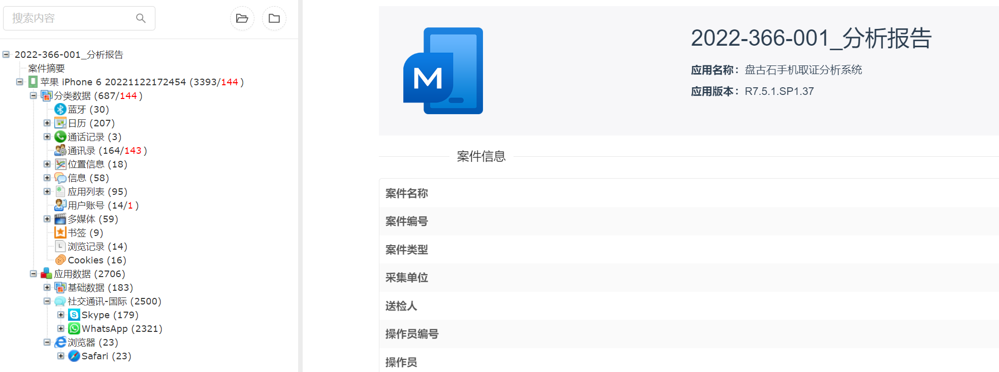 搜索内容
2022-366-001_分析报告
案件摘要
苹果 iPhone 6 20221122172454 (3393/144 )
分类数据 (687/144 )
蓝牙 (30)
日历 (207)
通话记录 (3)
通讯录 (164/143 )
位置信息 (18)
信息 (58)
应用列表 (95)
用户账号 (14/1 )
多媒体 (59)
书签 (9)
浏览记录 (14)
Cookies (16)
应用数据 (2706)
基础数据 (183)
社交通讯-国际 (2500)
Skype (179)
WhatsApp (2321)
浏览器 (23)
Safari (23)
M
2022-366-001_分析报告
应用名称： 盘古石手机取证分析系统
应用版本： R7.5.1.SP1.37
案件信息
案件名称
案件编号
案件类型
采集单位
送检人
操作员编号
操作员